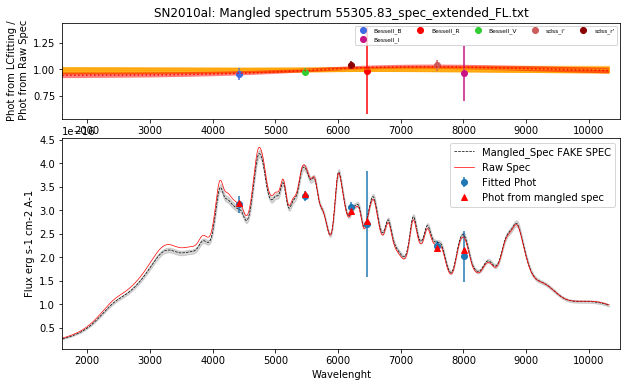 SN2010al: Mangled spectrum 55305.83_spec_extended_FL.txt
Phot from LCfitting /
Phot from Raw Spec
1.25
1.00
0.75
Bessell_B
Bessell_I
Bessell_R
Bessell_V
sdss_i'
sdss_r'
2000 3000 4000 5000 6000 7000 8000 9000 10000
1e−16
Flux erg s-1 cm-2 A-1
4.5
4.0
3.5
3.0
2.5
2.0
1.5
1.0
0.5
Mangled_Spec FAKE SPEC
Raw Spec
Fitted Phot
Phot from mangled spec
2000 3000 4000 5000 6000 7000 8000 9000 10000
Wavelenght